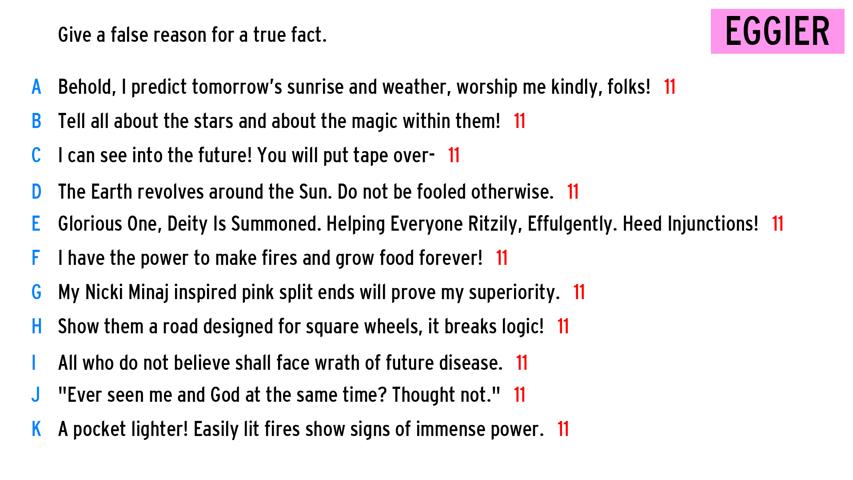 Give a false reason for a true fact.
EGGIER
A Behold, I predict tomorrow's sunrise and weather, worship me kindly, folks! 11
B Tell all about the stars and about the magic within them! 11
C I can see into the future! You will put tape over- 11
D The Earth revolves around the Sun. Do not be fooled otherwise. 11
E Glorious One, Deity Is Summoned. Helping Everyone Ritzily, Effulgently. Heed Injunctions! 11
F I have the power to make fires and grow food forever! 11
G My Nicki Minaj inspired pink split ends will prove my superiority. 11
H Show them a road designed for square wheels, it breaks logic! 11
I All who do not believe shall face wrath of future disease. 11
J "Ever seen me and God at the same time? Thought not." 11
K A pocket lighter! Easily lit fires show signs of immense power. 11